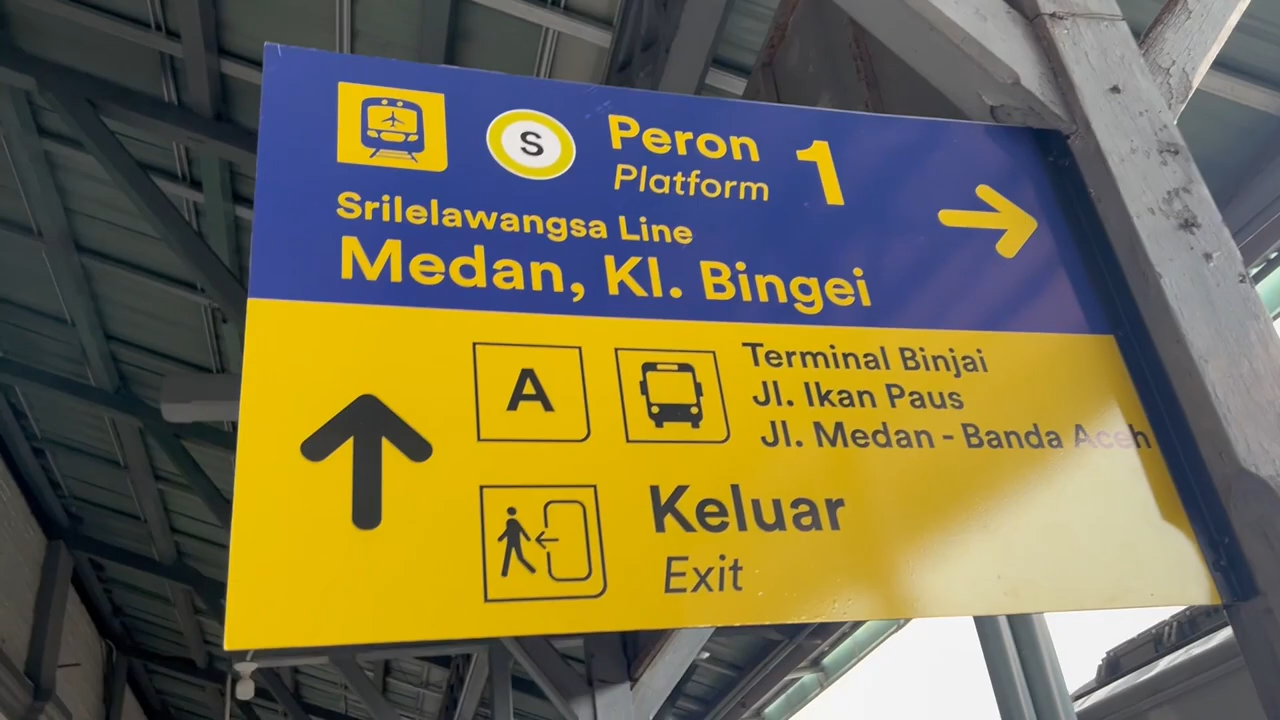 S
Peron 1
Platform
Srilelawangsa Line
Medan, Kl. Bingei
A
Terminal Binjai
Jl. Ikan Paus
Jl. Medan - Banda Aceh
Keluar
Exit